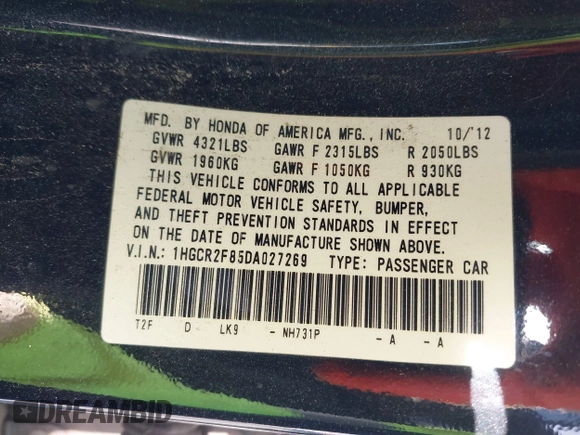 MFD. BY HONDA OF AMERICA MFG., INC. 10/'12
GVWR 4321LBS GAWR F 2315LBS R 2050LBS
GVWR 1960KG GAWR F 1050KG R 930KG
THIS VEHICLE CONFORMS TO ALL APPLICABLE
FEDERAL MOTOR VEHICLE SAFETY, BUMPER,
AND THEFT PREVENTION STANDARDS IN EFFECT
ON THE DATE OF MANUFACTURE SHOWN ABOVE.
V.I.N.: 1HGCR2F85DA027269 TYPE: PASSENGER CAR
T2F D LK9 - NH731P - A - A
DREAMBID